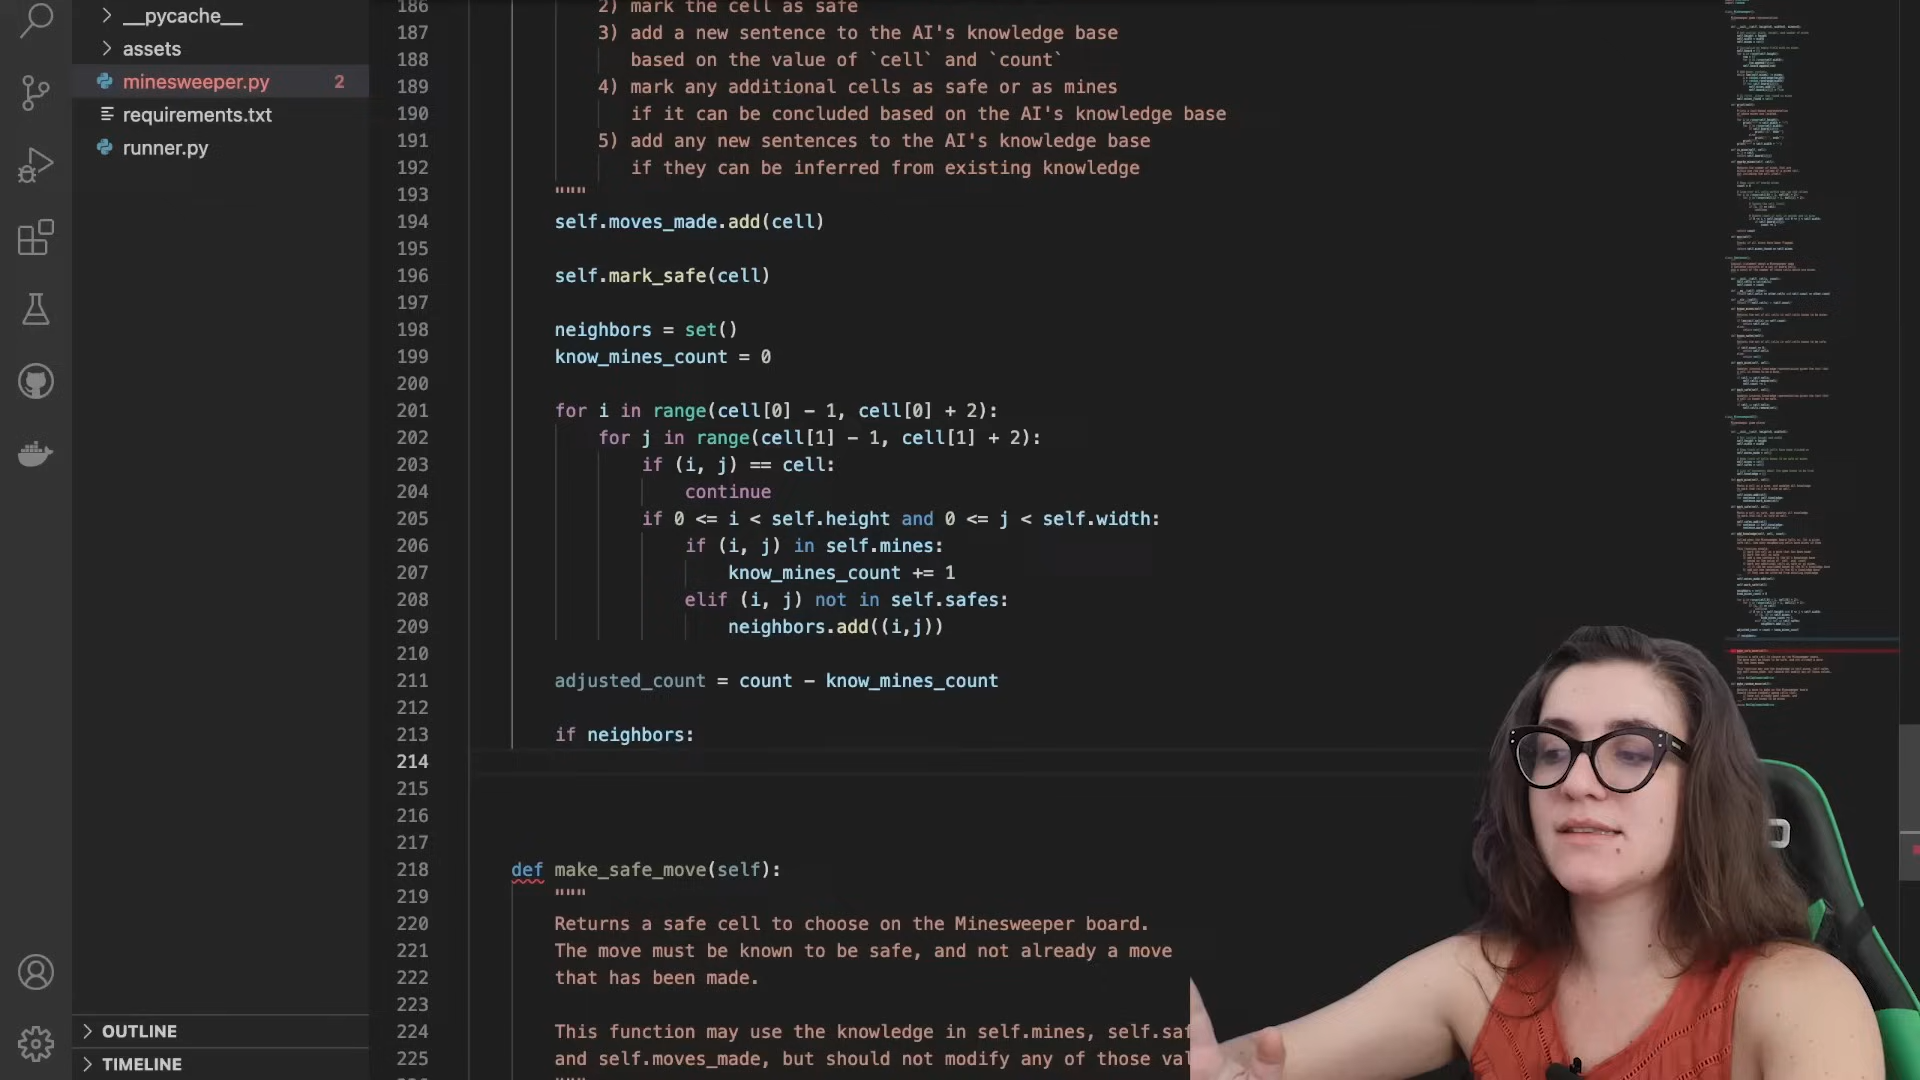 __pycache__
assets
minesweeper.py 2
requirements.txt
runner.py
OUTLINE
TIMELINE
186 2) mark the cell as safe
187 3) add a new sentence to the AI's knowledge base
188 based on the value of `cell` and `count`
189 4) mark any additional cells as safe or as mines
190 if it can be concluded based on the AI's knowledge base
191 5) add any new sentences to the AI's knowledge base
192 if they can be inferred from existing knowledge
193 """
194 self.moves_made.add(cell)
195
196 self.mark_safe(cell)
197
198 neighbors = set()
199 know_mines_count = 0
200
201 for i in range(cell[0] - 1, cell[0] + 2):
202 for j in range(cell[1] - 1, cell[1] + 2):
203 if (i, j) == cell:
204 continue
205 if 0 <= i < self.height and 0 <= j < self.width:
206 if (i, j) in self.mines:
207 know_mines_count += 1
208 elif (i, j) not in self.safes:
209 neighbors.add((i,j))
210
211 adjusted_count = count - know_mines_count
212
213 if neighbors:
214
215
216
217
218 def make_safe_move(self):
219 """
220 Returns a safe cell to choose on the Minesweeper board.
221 The move must be known to be safe, and not already a move
222 that has been made.
223
224 This function may use the knowledge in self.mines, self.saf
225 and self.moves_made, but should not modify any of those val